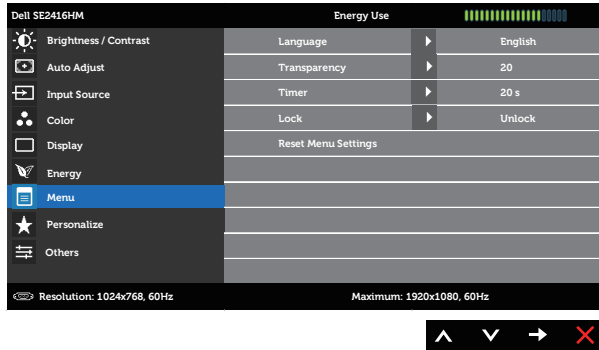 Dell SE2416HM Energy Use
Brightness / Contrast Language English
Auto Adjust Transparency 20
Input Source Timer 20 s
Color Lock Unlock
Display Reset Menu Settings
Energy
Menu
Personalize
Others
Resolution: 1024x768, 60Hz Maximum: 1920x1080, 60Hz